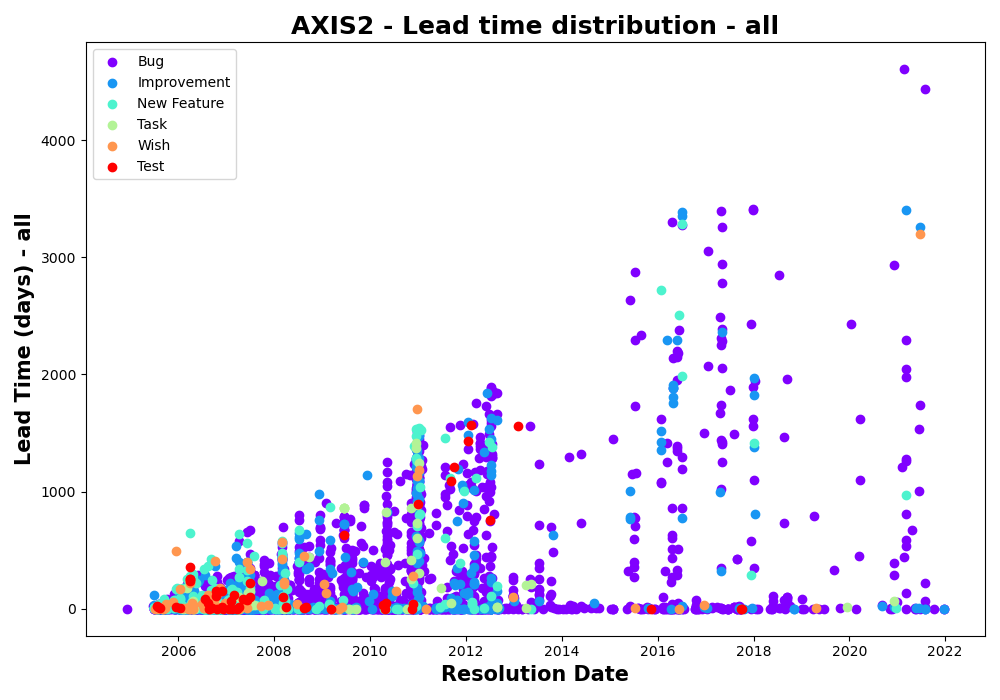 AXIS2 - Lead time distribution - all
Bug
Improvement
New Feature
Task
Wish
Test
Lead Time (days) - all
4000
3000
2000
1000
0
2006 2008 2010 2012 2014 2016 2018 2020 2022
Resolution Date